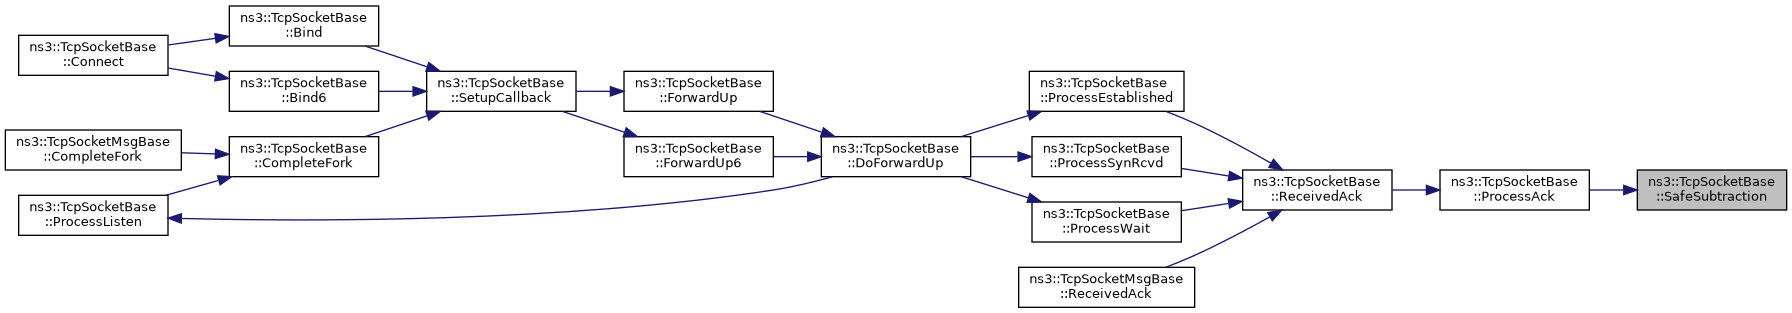 ns3::TcpSocketBase
::Connect
ns3::TcpSocketBase
::Bind
ns3::TcpSocketBase
::Bind6
ns3::TcpSocketMsgBase
::CompleteFork
ns3::TcpSocketBase
::CompleteFork
ns3::TcpSocketBase
::ProcessListen
ns3::TcpSocketBase
::SetupCallback
ns3::TcpSocketBase
::ForwardUp
ns3::TcpSocketBase
::ForwardUp6
ns3::TcpSocketBase
::DoForwardUp
ns3::TcpSocketBase
::ProcessEstablished
ns3::TcpSocketBase
::ProcessSynRcvd
ns3::TcpSocketBase
::ProcessWait
ns3::TcpSocketMsgBase
::ReceivedAck
ns3::TcpSocketBase
::ReceivedAck
ns3::TcpSocketBase
::ProcessAck
ns3::TcpSocketBase
::SafeSubtraction